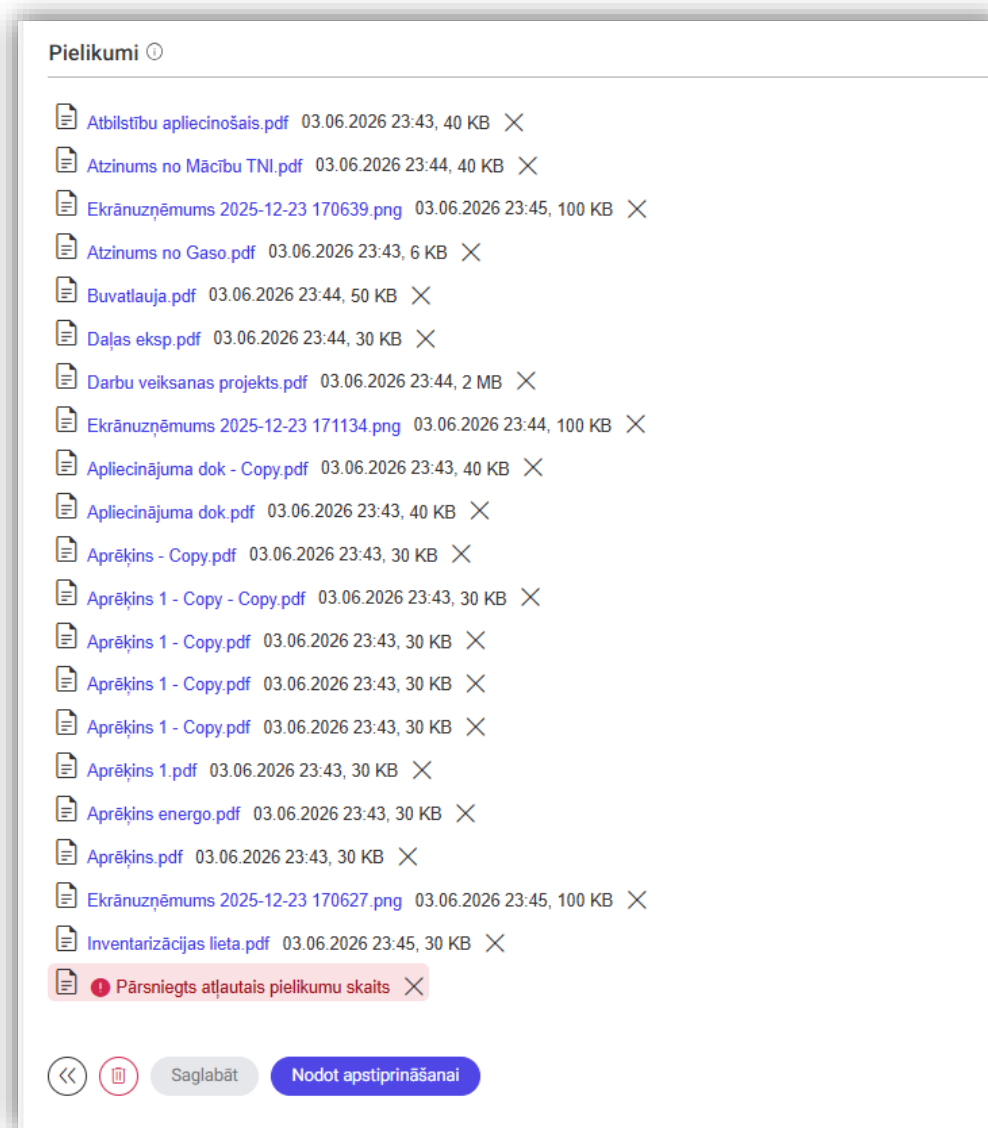 Pielikumi
Atbilstību apliecinošais.pdf 03.06.2026 23:43, 40 KB
Atzinums no Mācību TNI.pdf 03.06.2026 23:44, 40 KB
Ekrānuzņēmums 2025-12-23 170639.png 03.06.2026 23:45, 100 KB
Atzinums no Gaso.pdf 03.06.2026 23:43, 6 KB
Buvatlauja.pdf 03.06.2026 23:44, 50 KB
Daļas eksp.pdf 03.06.2026 23:44, 30 KB
Darbu veiksanas projekts.pdf 03.06.2026 23:44, 2 MB
Ekrānuzņēmums 2025-12-23 171134.png 03.06.2026 23:44, 100 KB
Apliecinājuma dok - Copy.pdf 03.06.2026 23:43, 40 KB
Apliecinājuma dok.pdf 03.06.2026 23:43, 40 KB
Aprēķins - Copy.pdf 03.06.2026 23:43, 30 KB
Aprēķins 1 - Copy - Copy.pdf 03.06.2026 23:43, 30 KB
Aprēķins 1 - Copy.pdf 03.06.2026 23:43, 30 KB
Aprēķins 1 - Copy.pdf 03.06.2026 23:43, 30 KB
Aprēķins 1 - Copy.pdf 03.06.2026 23:43, 30 KB
Aprēķins 1.pdf 03.06.2026 23:43, 30 KB
Aprēķins energo.pdf 03.06.2026 23:43, 30 KB
Aprēķins.pdf 03.06.2026 23:43, 30 KB
Ekrānuzņēmums 2025-12-23 170627.png 03.06.2026 23:45, 100 KB
Inventarizācijas lieta.pdf 03.06.2026 23:45, 30 KB
Pārsniegts atļautais pielikumu skaits
Saglabāt Nodot apstiprināšanai